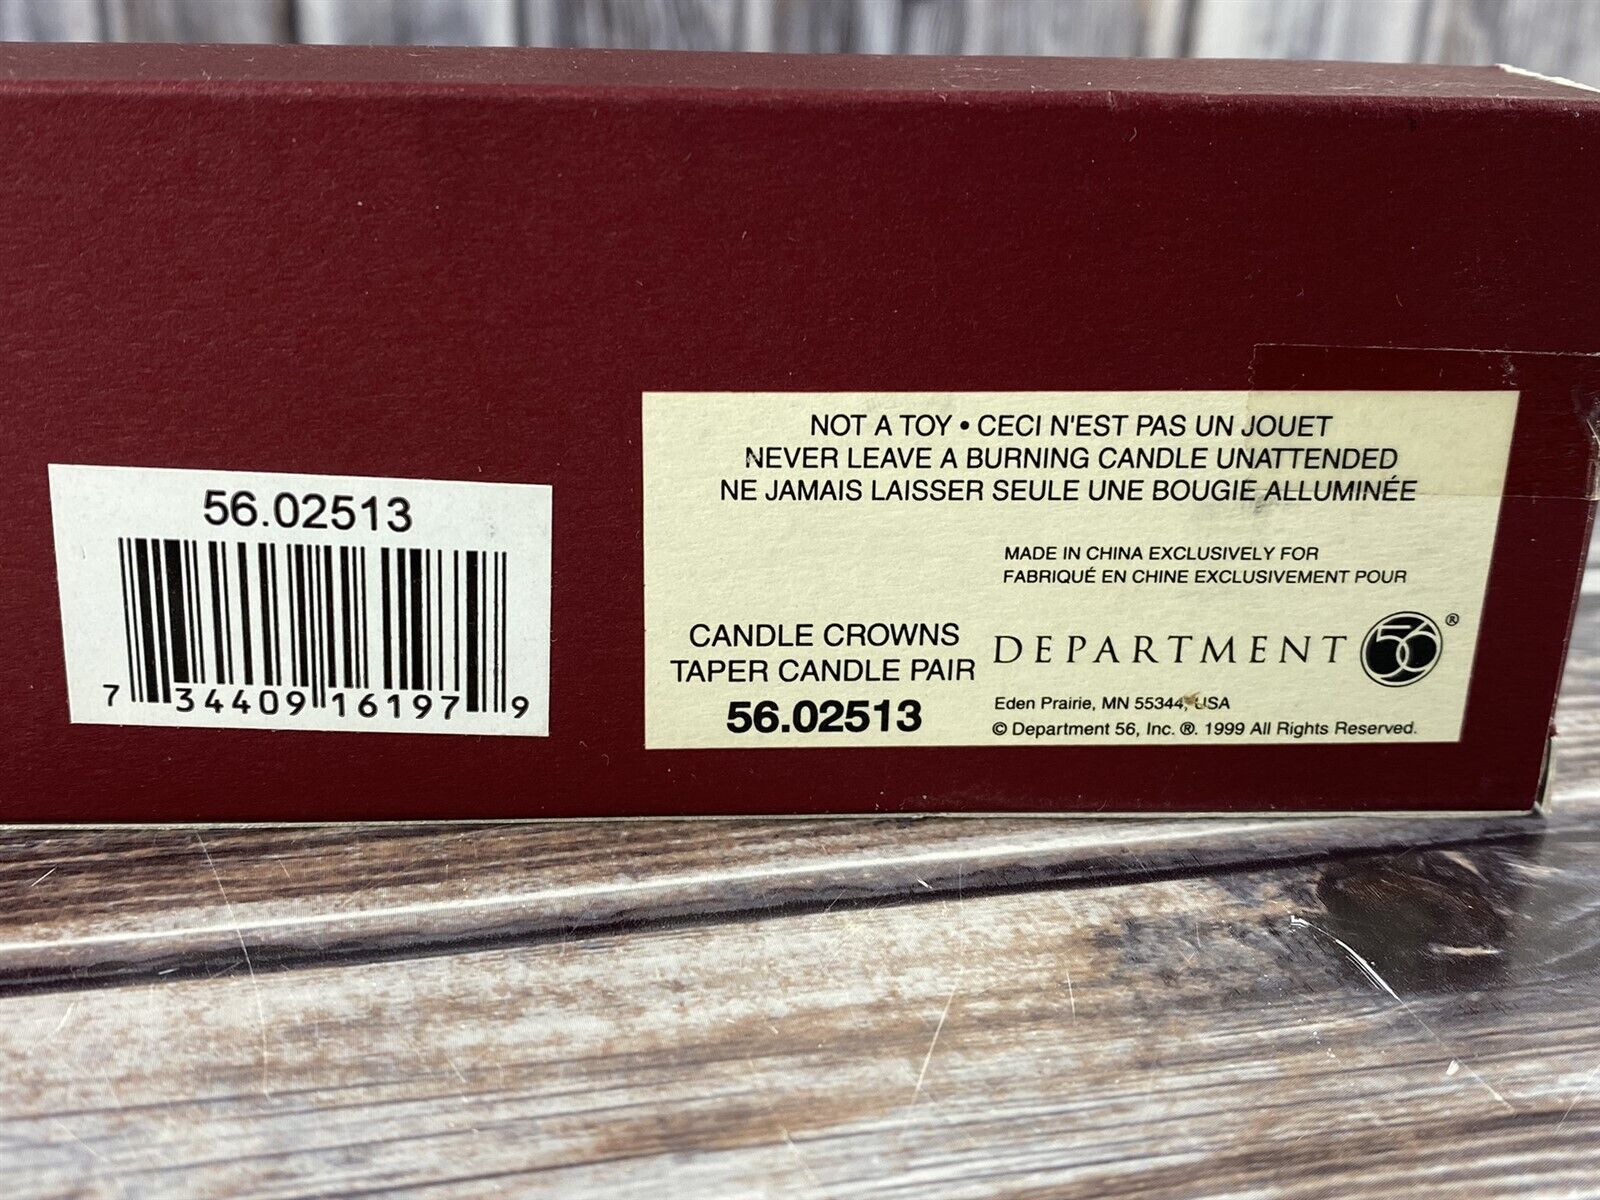 56.02513
7 34409 16197 9
NOT A TOY • CECI N'EST PAS UN JOUET
NEVER LEAVE A BURNING CANDLE UNATTENDED
NE JAMAIS LAISSER SEULE UNE BOUGIE ALLUMINÉE
MADE IN CHINA EXCLUSIVELY FOR
FABRIQUÉ EN CHINE EXCLUSIVEMENT POUR
CANDLE CROWNS
TAPER CANDLE PAIR
56.02513
DEPARTMENT 56®
Eden Prairie, MN 55344, USA
© Department 56, Inc. ®. 1999 All Rights Reserved.